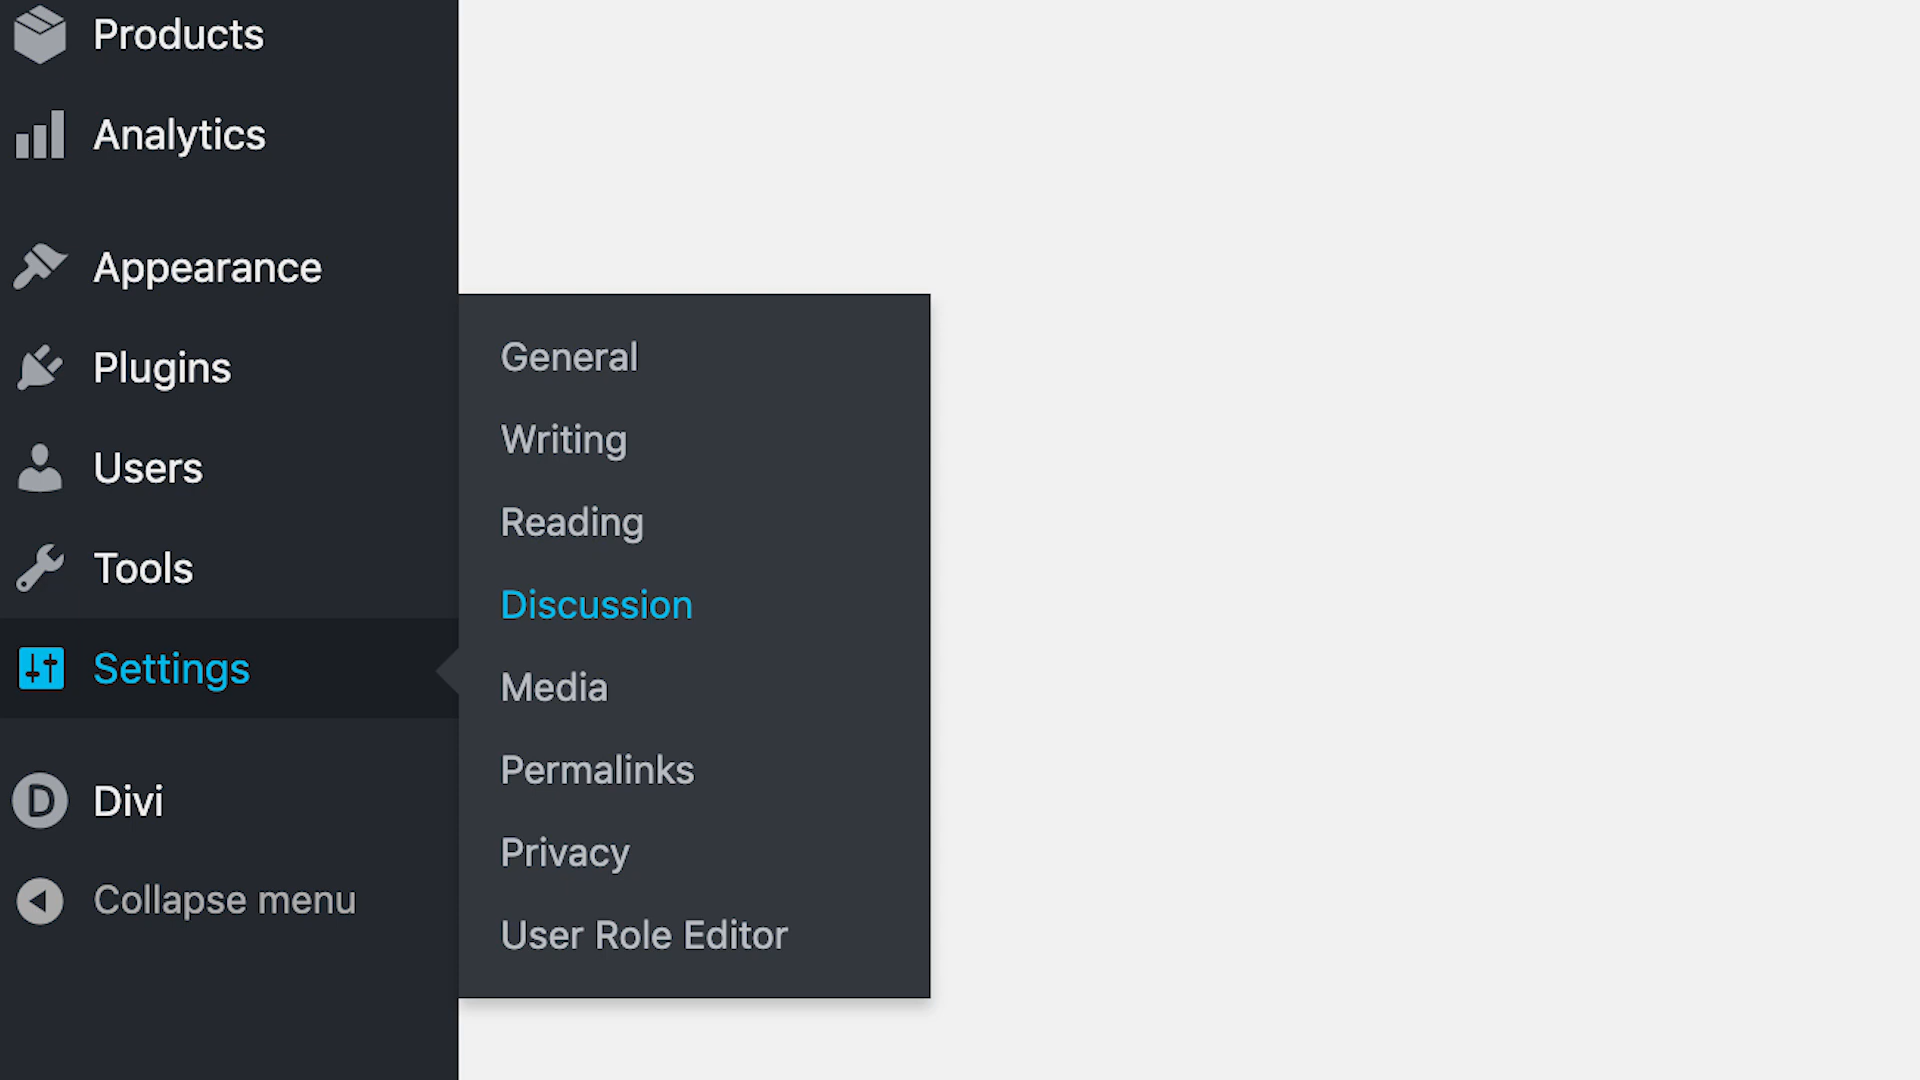 Products
Analytics
Appearance
Plugins
Users
Tools
Settings
Divi
Collapse menu
General
Writing
Reading
Discussion
Media
Permalinks
Privacy
User Role Editor